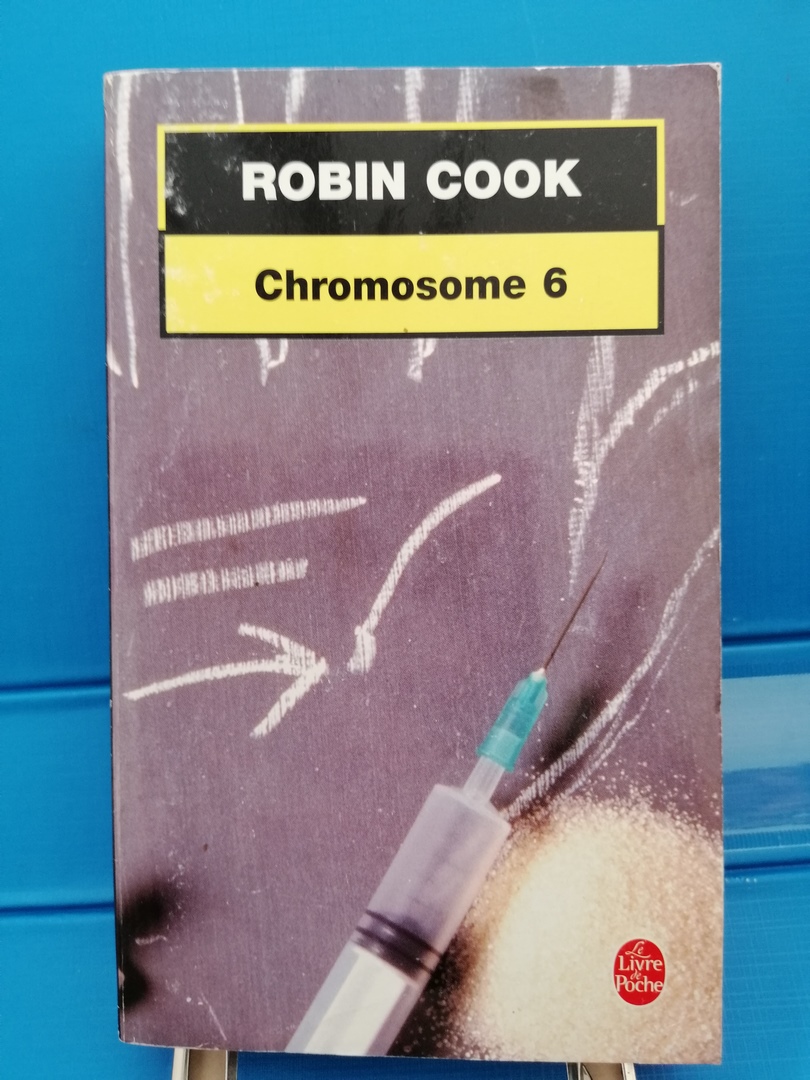 ROBIN COOK
Chromosome 6
Le
Livre
de
Poche